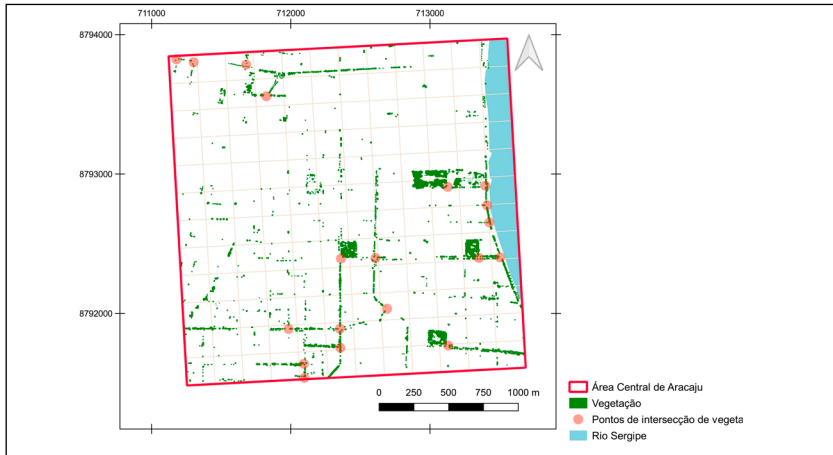 711000 712000 713000
8794000
8793000
8792000
0 250 500 750 1000 m
Área Central de Aracaju
Vegetação
Pontos de intersecção de vegeta
Rio Sergipe